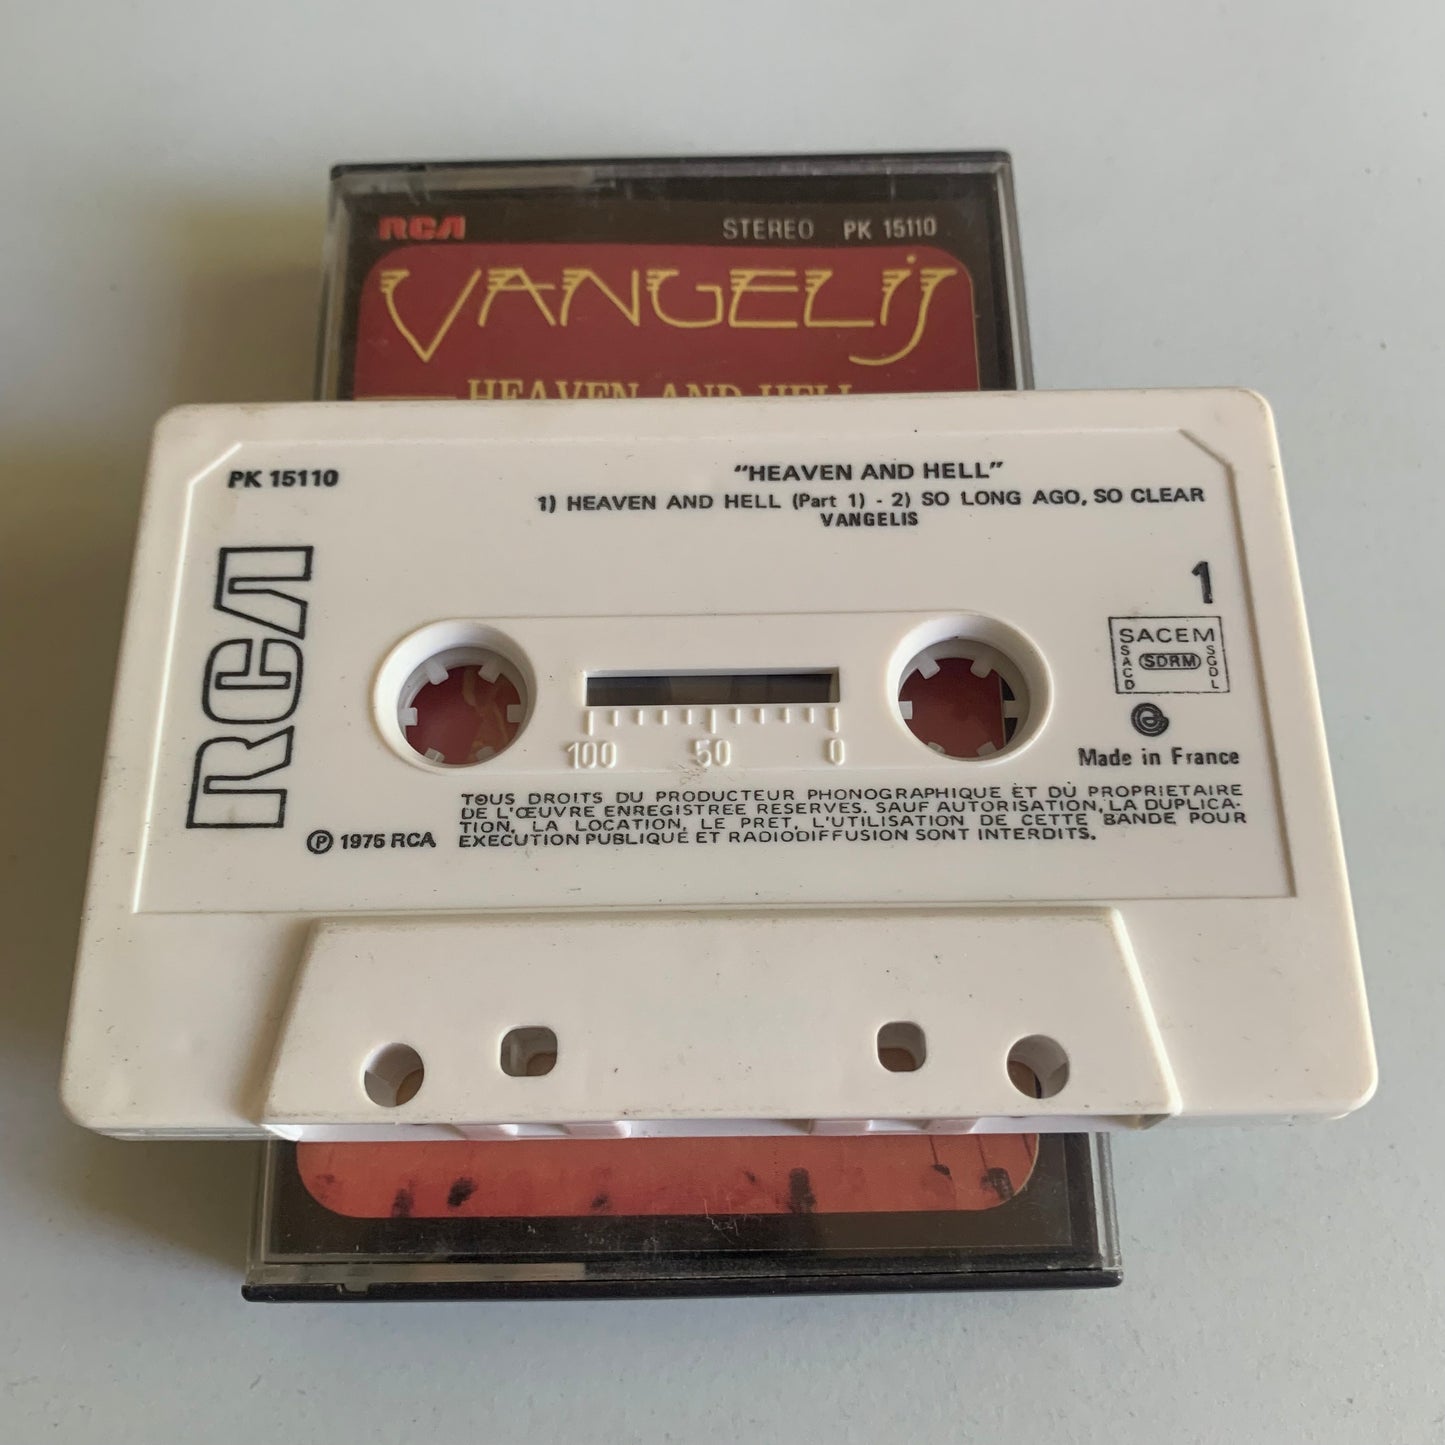 RCA
STEREO PK 15110
VANGELIS
HEAVEN AND HELL
PK 15110
"HEAVEN AND HELL"
1) HEAVEN AND HELL (Part 1) - 2) SO LONG AGO, SO CLEAR
VANGELIS
RCA
1
SACEM
SACD
SDRM
SGDL
Made in France
100 50 0
TOUS DROITS DU PRODUCTEUR PHONOGRAPHIQUE ET DU PROPRIETAIRE
DE L'ŒUVRE ENREGISTREE RESERVES. SAUF AUTORISATION, LA DUPLICA-
TION, LA LOCATION, LE PRET, L'UTILISATION DE CETTE BANDE POUR
EXECUTION PUBLIQUE ET RADIODIFFUSION SONT INTERDITS.
Ⓟ 1975 RCA